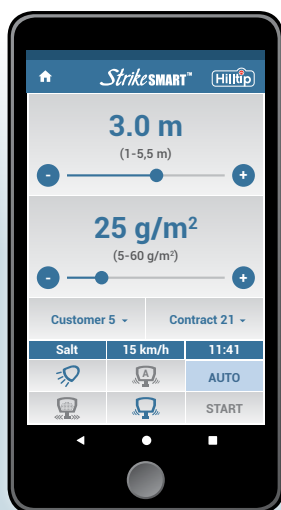 StrikeSMART™ Hilltip
3.0 m
(1-5,5 m)
- +
25 g/m²
(5-60 g/m²)
- +
Customer 5 Contract 21
Salt 15 km/h 11:41
A AUTO
START